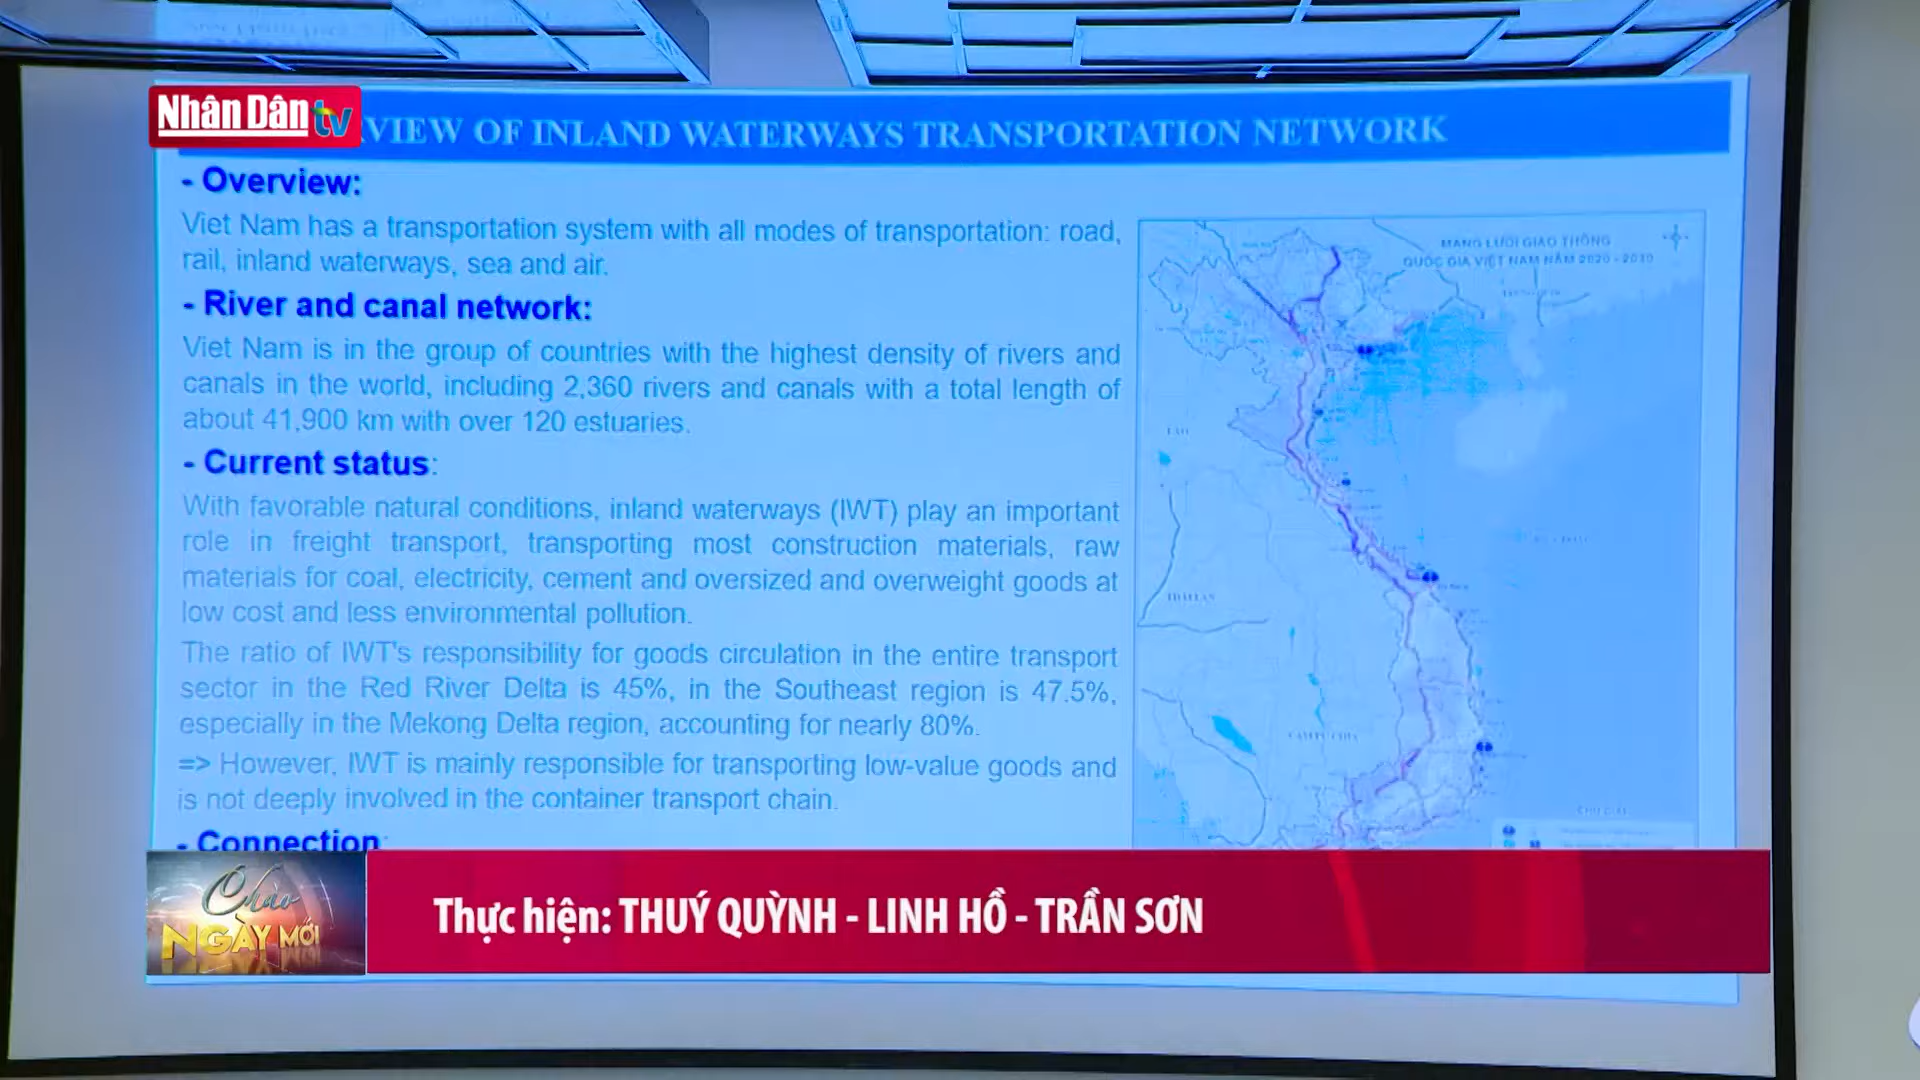 Nhân Dân tv
VIEW OF INLAND WATERWAYS TRANSPORTATION NETWORK
- Overview:
Viet Nam has a transportation system with all modes of transportation: road,
rail, inland waterways, sea and air.
- River and canal network:
Viet Nam is in the group of countries with the highest density of rivers and
canals in the world, including 2,360 rivers and canals with a total length of
about 41,900 km with over 120 estuaries.
- Current status:
With favorable natural conditions, inland waterways (IWT) play an important
role in freight transport, transporting most construction materials, raw
materials for coal, electricity, cement and oversized and overweight goods at
low cost and less environmental pollution.
The ratio of IWT's responsibility for goods circulation in the entire transport
sector in the Red River Delta is 45%, in the Southeast region is 47.5%,
especially in the Mekong Delta region, accounting for nearly 80%.
=> However, IWT is mainly responsible for transporting low-value goods and
is not deeply involved in the container transport chain.
- Connection:
MẠNG LƯỚI GIAO THÔNG
QUỐC GIA VIỆT NAM NĂM 2020 - 2030
Chào
NGÀY MỚI
Thực hiện: THUÝ QUỲNH - LINH HỒ - TRẦN SƠN